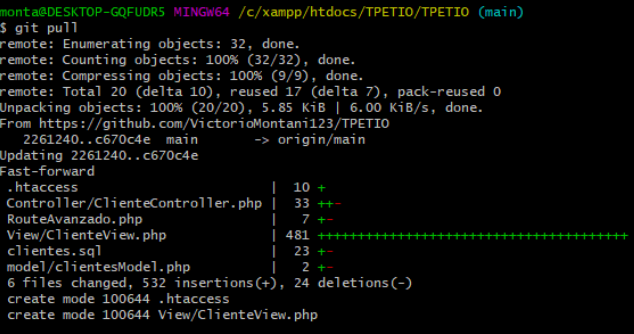 monta@DESKTOP-GQFUDR5 MINGW64 /c/xampp/htdocs/TPETIO/TPETIO (main)
$ git pull
remote: Enumerating objects: 32, done.
remote: Counting objects: 100% (32/32), done.
remote: Compressing objects: 100% (9/9), done.
remote: Total 20 (delta 10), reused 17 (delta 7), pack-reused 0
Unpacking objects: 100% (20/20), 5.85 KiB | 6.00 KiB/s, done.
From https://github.com/VictorioMontani123/TPETIO
   2261240..c670c4e  main       -> origin/main
Updating 2261240..c670c4e
Fast-forward
 .htaccess                        |  10 +
 Controller/ClienteController.php |  33 ++-
 RouteAvanzado.php                |   7 +-
 View/ClienteView.php             | 481 +++++++++++++++++++++++++++++++++++++++
 clientes.sql                     |  23 +-
 model/clientesModel.php          |   2 +-
 6 files changed, 532 insertions(+), 24 deletions(-)
 create mode 100644 .htaccess
 create mode 100644 View/ClienteView.php